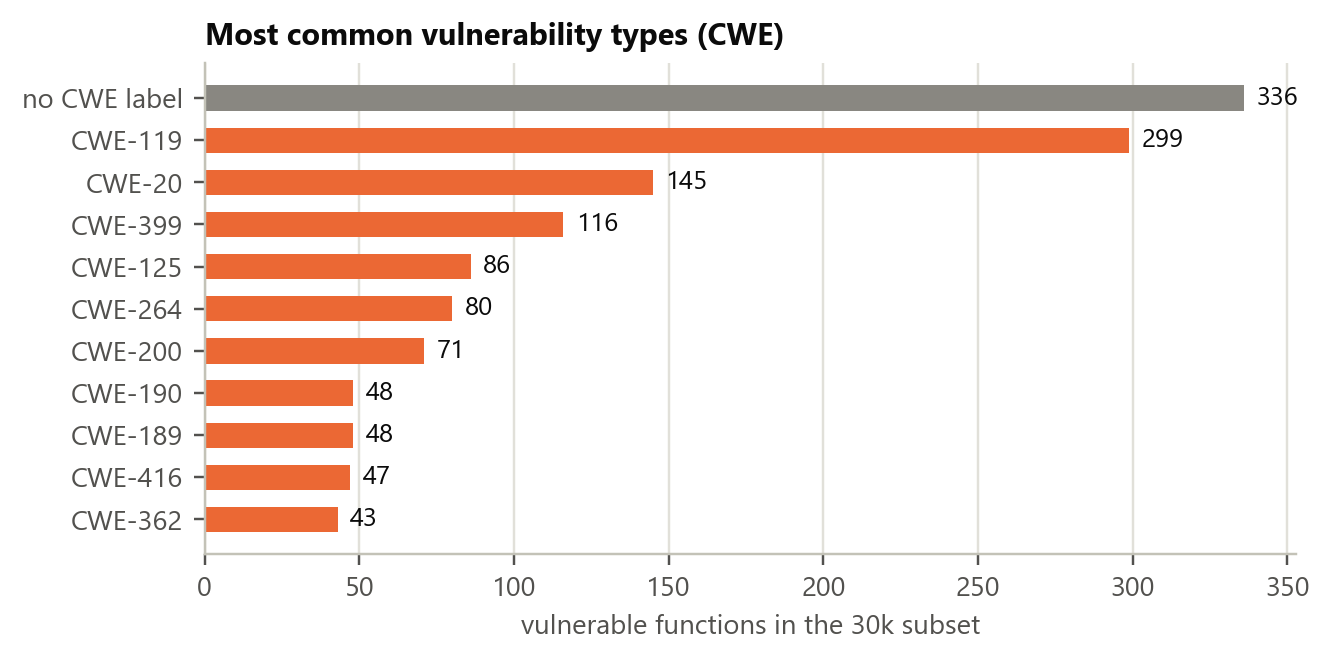 Most common vulnerability types (CWE)
no CWE label 336
CWE-119 299
CWE-20 145
CWE-399 116
CWE-125 86
CWE-264 80
CWE-200 71
CWE-190 48
CWE-189 48
CWE-416 47
CWE-362 43
0 50 100 150 200 250 300 350
vulnerable functions in the 30k subset